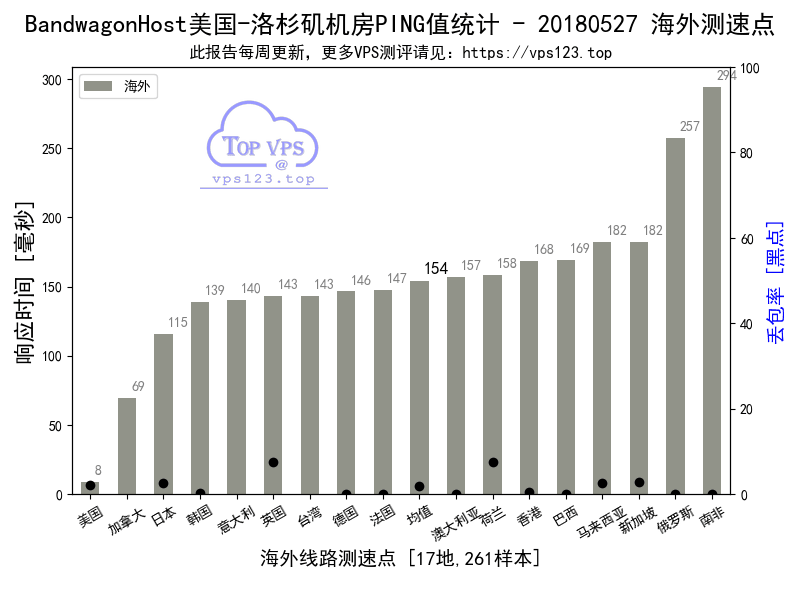 BandwagonHost美国-洛杉矶机房PING值统计 - 20180527 海外测速点
此报告每周更新，更多VPS测评请见：https://vps123.top
海外
TOP VPS
@
vps123.top
响应时间 [毫秒]
丢包率 [黑点]
300
250
200
150
100
50
0
100
80
60
40
20
0
8
69
115
139
140
143
143
146
147
154
157
158
168
169
182
182
257
294
美国
加拿大
日本
韩国
意大利
英国
台湾
德国
法国
均值
澳大利亚
荷兰
香港
巴西
马来西亚
新加坡
俄罗斯
南非
海外线路测速点 [17地,261样本]